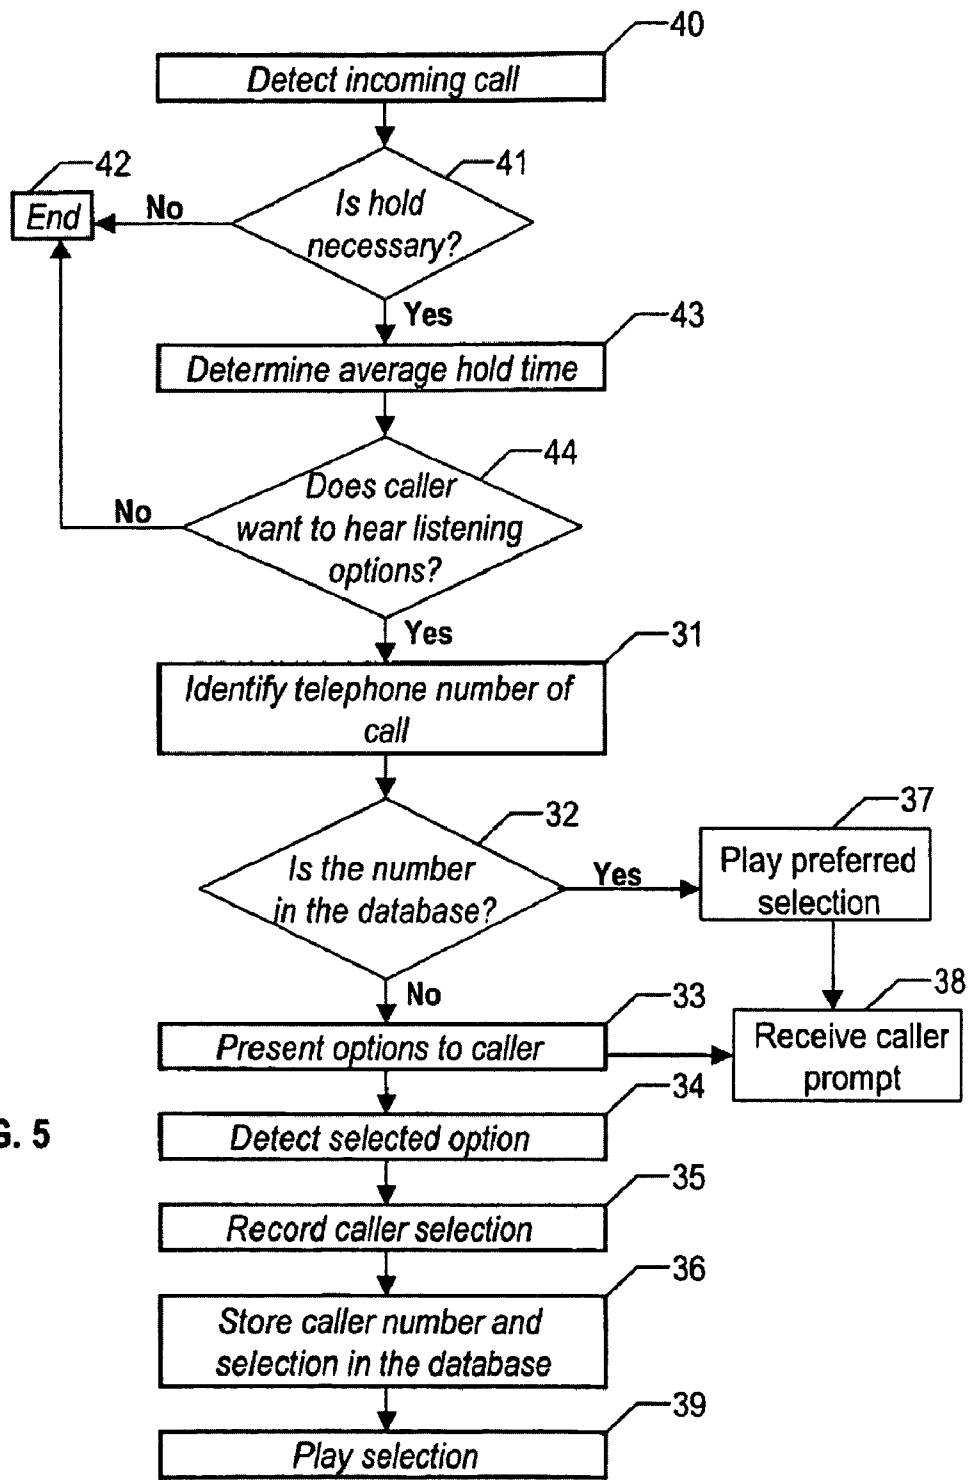 40
Detect incoming call
42
41
End
No
Is hold
necessary?
Yes
43
Determine average hold time
44
Does caller
want to hear listening
options?
No
Yes
31
Identify telephone number of
call
32
37
Is the number
in the database?
Yes
Play preferred
selection
No
38
33
Present options to caller
Receive caller
prompt
34
Detect selected option
G. 5
35
Record caller selection
36
Store caller number and
selection in the database
39
Play selection